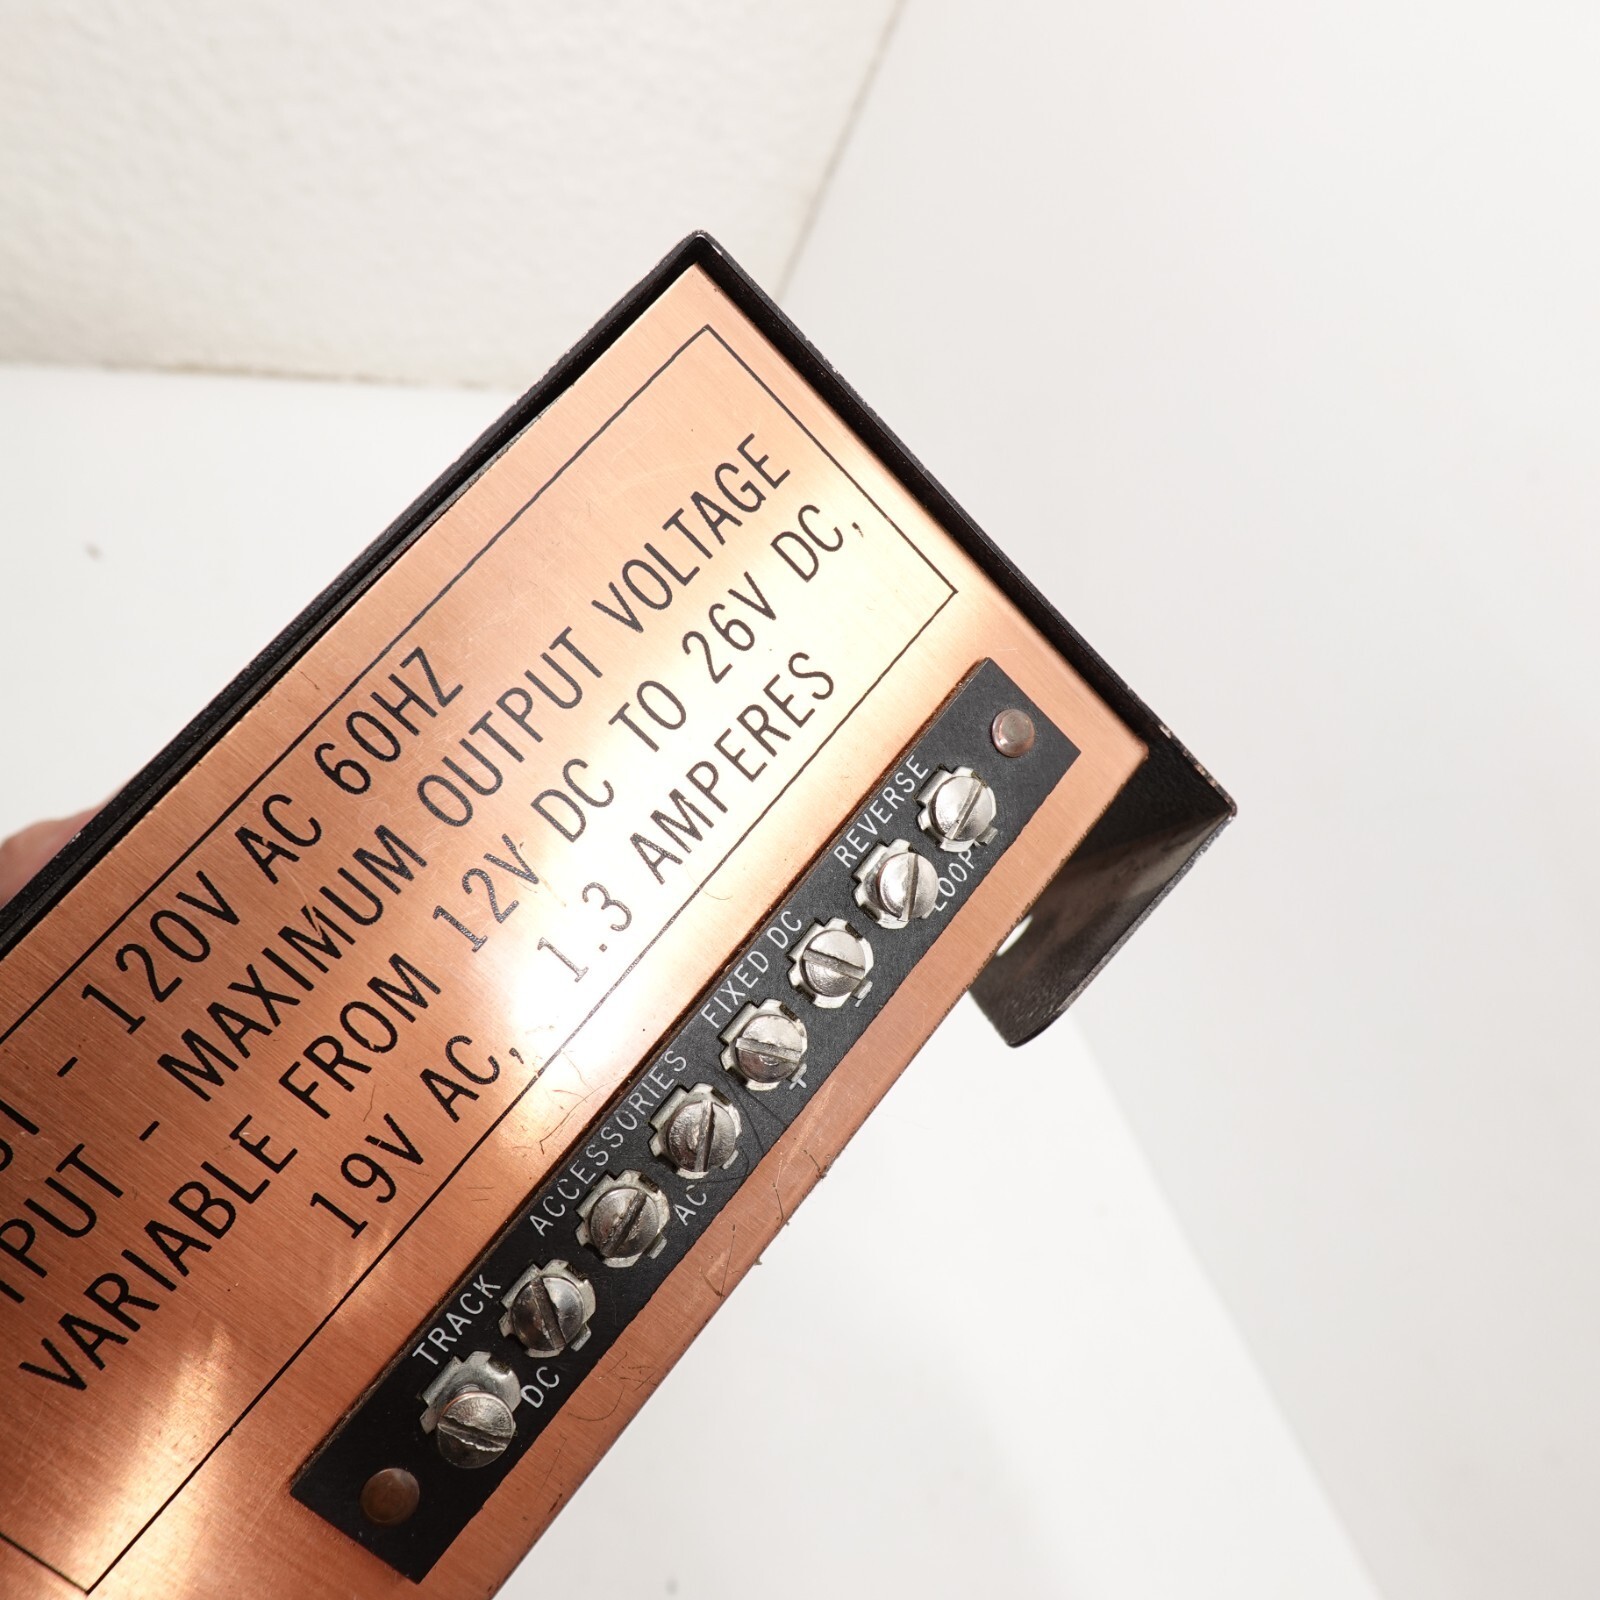 - 120V AC 60HZ
- MAXIMUM OUTPUT VOLTAGE
VARIABLE FROM 12V DC TO 26V DC,
19V AC, 1.3 AMPERES
TRACK ACCESSORIES FIXED DC REVERSE
DC AC + LOOP